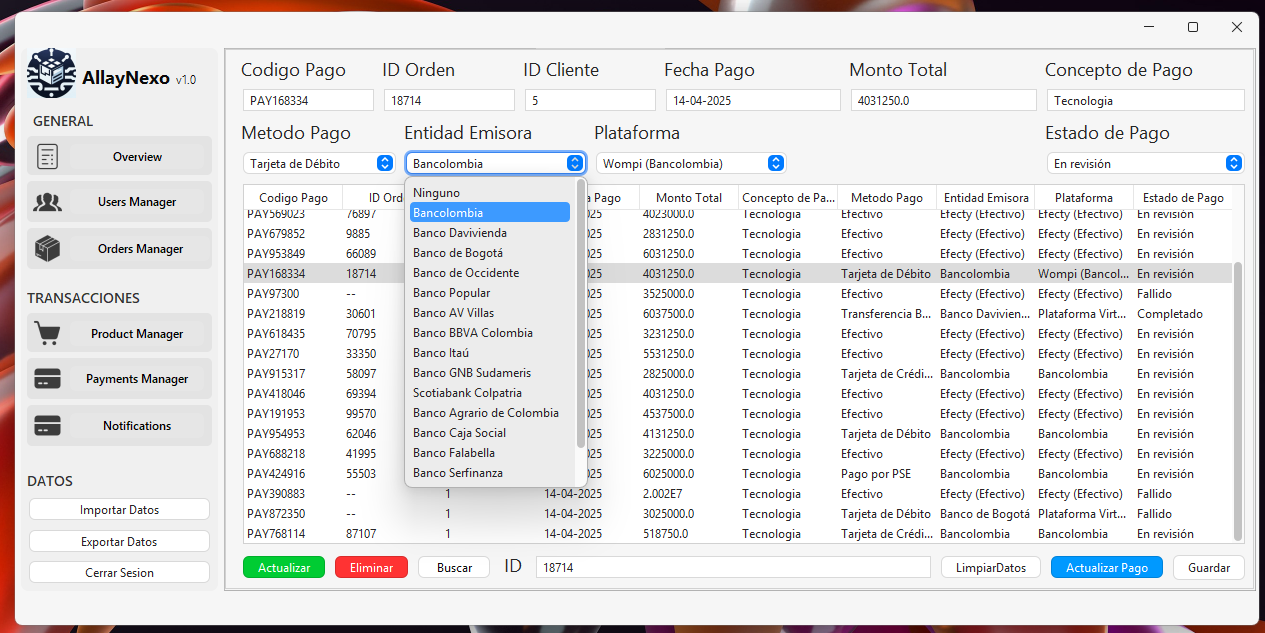 AllayNexo v1.0
GENERAL
Overview
Users Manager
Orders Manager
TRANSACCIONES
Product Manager
Payments Manager
Notifications
DATOS
Importar Datos
Exportar Datos
Cerrar Sesion
Codigo Pago ID Orden ID Cliente Fecha Pago Monto Total Concepto de Pago
PAY168334 18714 5 14-04-2025 4031250.0 Tecnologia
Metodo Pago Entidad Emisora Plataforma Estado de Pago
Tarjeta de Débito Bancolombia Wompi (Bancolombia) En revisión
Ninguno
Bancolombia
Banco Davivienda
Banco de Bogotá
Banco de Occidente
Banco Popular
Banco AV Villas
Banco BBVA Colombia
Banco Itaú
Banco GNB Sudameris
Scotiabank Colpatria
Banco Agrario de Colombia
Banco Caja Social
Banco Falabella
Banco Serfinanza
Codigo Pago ID Ord Pago Monto Total Concepto de Pa... Metodo Pago Entidad Emisora Plataforma Estado de Pago
PAY569023 76897 025 4023000.0 Tecnologia Efectivo Efecty (Efectivo) Efecty (Efectivo) En revisión
PAY679852 9885 025 2831250.0 Tecnologia Efectivo Efecty (Efectivo) Efecty (Efectivo) En revisión
PAY953849 66089 025 6031250.0 Tecnologia Efectivo Efecty (Efectivo) Efecty (Efectivo) En revisión
PAY168334 18714 025 4031250.0 Tecnologia Tarjeta de Débito Bancolombia Wompi (Bancol... En revisión
PAY97300 -- 025 3525000.0 Tecnologia Efectivo Efecty (Efectivo) Efecty (Efectivo) Fallido
PAY218819 30601 025 6037500.0 Tecnologia Transferencia B... Banco Davivien... Plataforma Virt... Completado
PAY618435 70795 025 3231250.0 Tecnologia Efectivo Efecty (Efectivo) Efecty (Efectivo) En revisión
PAY27170 33350 025 5531250.0 Tecnologia Efectivo Efecty (Efectivo) Efecty (Efectivo) En revisión
PAY915317 58097 025 2825000.0 Tecnologia Tarjeta de Crédi... Bancolombia Bancolombia En revisión
PAY418046 69394 025 4031250.0 Tecnologia Efectivo Efecty (Efectivo) Efecty (Efectivo) En revisión
PAY191953 99570 025 4537500.0 Tecnologia Efectivo Efecty (Efectivo) Efecty (Efectivo) En revisión
PAY954953 62046 025 4131250.0 Tecnologia Tarjeta de Débito Bancolombia Bancolombia En revisión
PAY688218 41995 025 3225000.0 Tecnologia Efectivo Efecty (Efectivo) Efecty (Efectivo) En revisión
PAY424916 55503 025 6025000.0 Tecnologia Pago por PSE Bancolombia Bancolombia En revisión
PAY390883 -- 1 14-04-2025 2.002E7 Tecnologia Efectivo Efecty (Efectivo) Efecty (Efectivo) Fallido
PAY872350 -- 1 14-04-2025 3025000.0 Tecnologia Tarjeta de Débito Banco de Bogotá Plataforma Virt... Fallido
PAY768114 87107 1 14-04-2025 518750.0 Tecnologia Tarjeta de Crédi... Bancolombia Bancolombia En revisión
Actualizar Eliminar Buscar ID 18714 LimpiarDatos Actualizar Pago Guardar